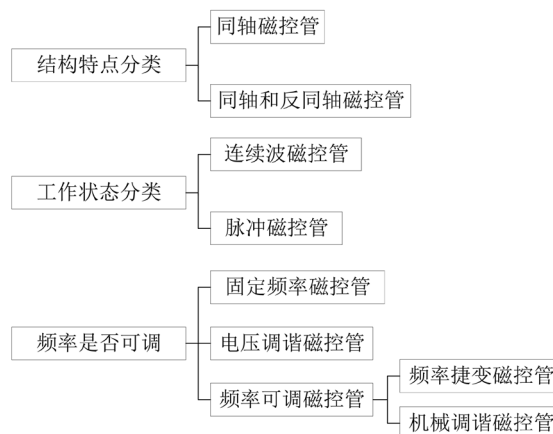 结构特点分类
同轴磁控管
同轴和反同轴磁控管
工作状态分类
连续波磁控管
脉冲磁控管
频率是否可调
固定频率磁控管
电压调谐磁控管
频率可调磁控管
频率捷变磁控管
机械调谐磁控管